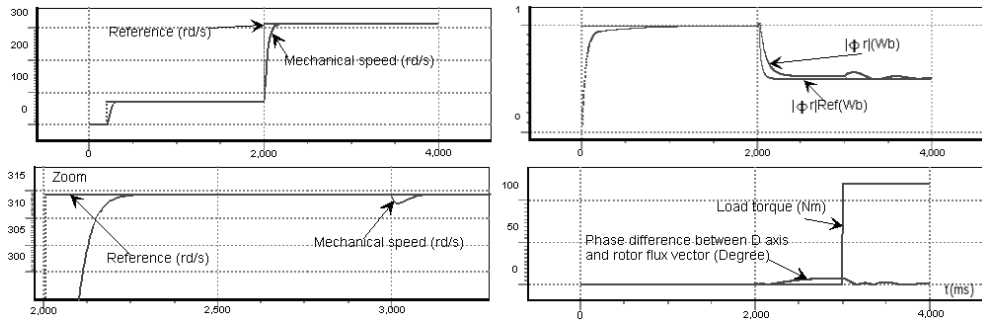 300
200
100
0
Reference (rd/s)
Mechanical speed (rd/s)
0
2,000
4,000
1
0
|ϕ r|(Wb)
|ϕ r|Ref(Wb)
0
2,000
4,000
315
310
305
300
Zoom
Reference (rd/s)
Mechanical speed (rd/s)
2,000
2,500
3,000
100
50
0
Load torque (Nm)
Phase difference between D axis
and rotor flux vector (Degree)
t(ms)
0
2,000
4,000